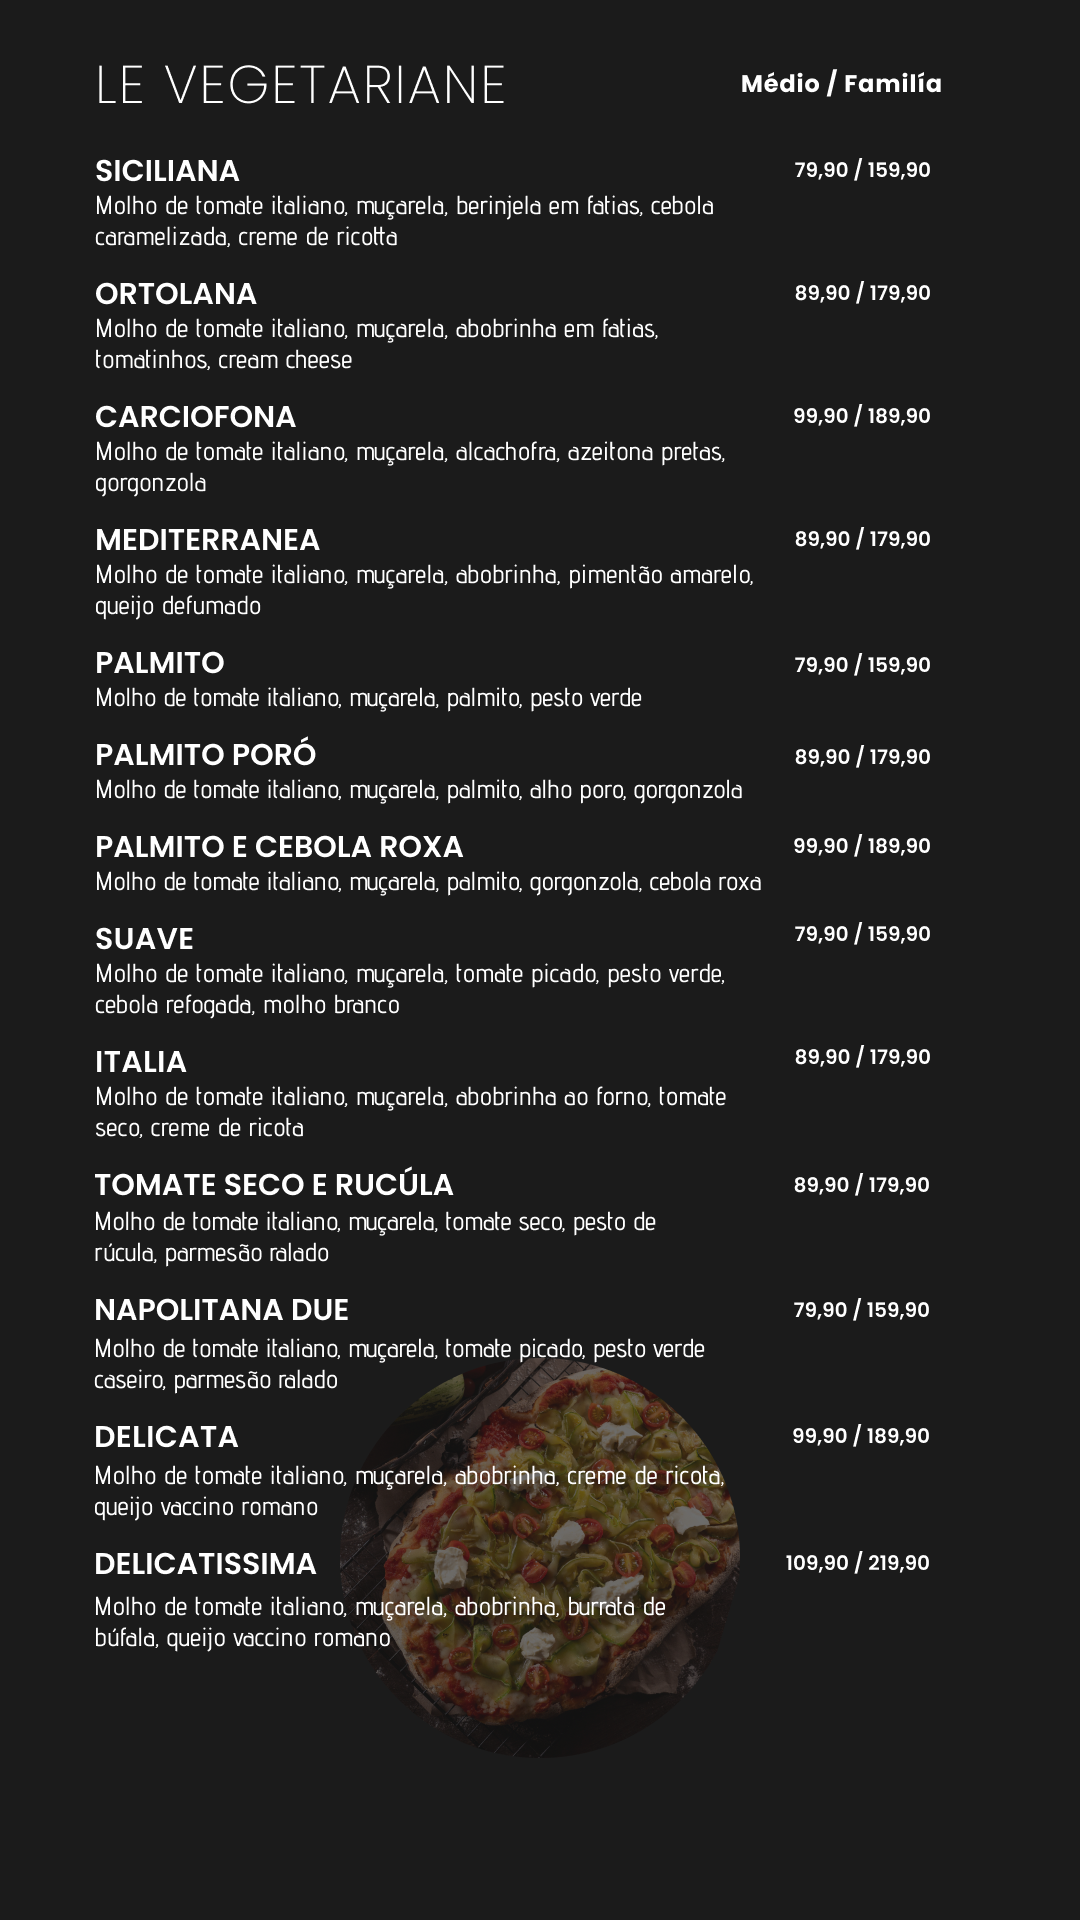 LE VEGETARIANE
Médio / Familía
SICILIANA
79,90 / 159,90
Molho de tomate italiano, muçarela, berinjela em fatias, cebola
caramelizada, creme de ricotta
ORTOLANA
89,90 / 179,90
Molho de tomate italiano, muçarela, abobrinha em fatias,
tomatinhos, cream cheese
CARCIOFONA
99,90 / 189,90
Molho de tomate italiano, muçarela, alcachofra, azeitona pretas,
gorgonzola
MEDITERRANEA
89,90 / 179,90
Molho de tomate italiano, muçarela, abobrinha, pimentão amarelo,
queijo defumado
PALMITO
79,90 / 159,90
Molho de tomate italiano, muçarela, palmito, pesto verde
PALMITO PORÓ
89,90 / 179,90
Molho de tomate italiano, muçarela, palmito, alho poro, gorgonzola
PALMITO E CEBOLA ROXA
99,90 / 189,90
Molho de tomate italiano, muçarela, palmito, gorgonzola, cebola roxa
SUAVE
79,90 / 159,90
Molho de tomate italiano, muçarela, tomate picado, pesto verde,
cebola refogada, molho branco
ITALIA
89,90 / 179,90
Molho de tomate italiano, muçarela, abobrinha ao forno, tomate
seco, creme de ricota
TOMATE SECO E RUCÚLA
89,90 / 179,90
Molho de tomate italiano, muçarela, tomate seco, pesto de
rúcula, parmesão ralado
NAPOLITANA DUE
79,90 / 159,90
Molho de tomate italiano, muçarela, tomate picado, pesto verde
caseiro, parmesão ralado
DELICATA
99,90 / 189,90
Molho de tomate italiano, muçarela, abobrinha, creme de ricota,
queijo vaccino romano
DELICATISSIMA
109,90 / 219,90
Molho de tomate italiano, muçarela, abobrinha, burrata de
búfala, queijo vaccino romano